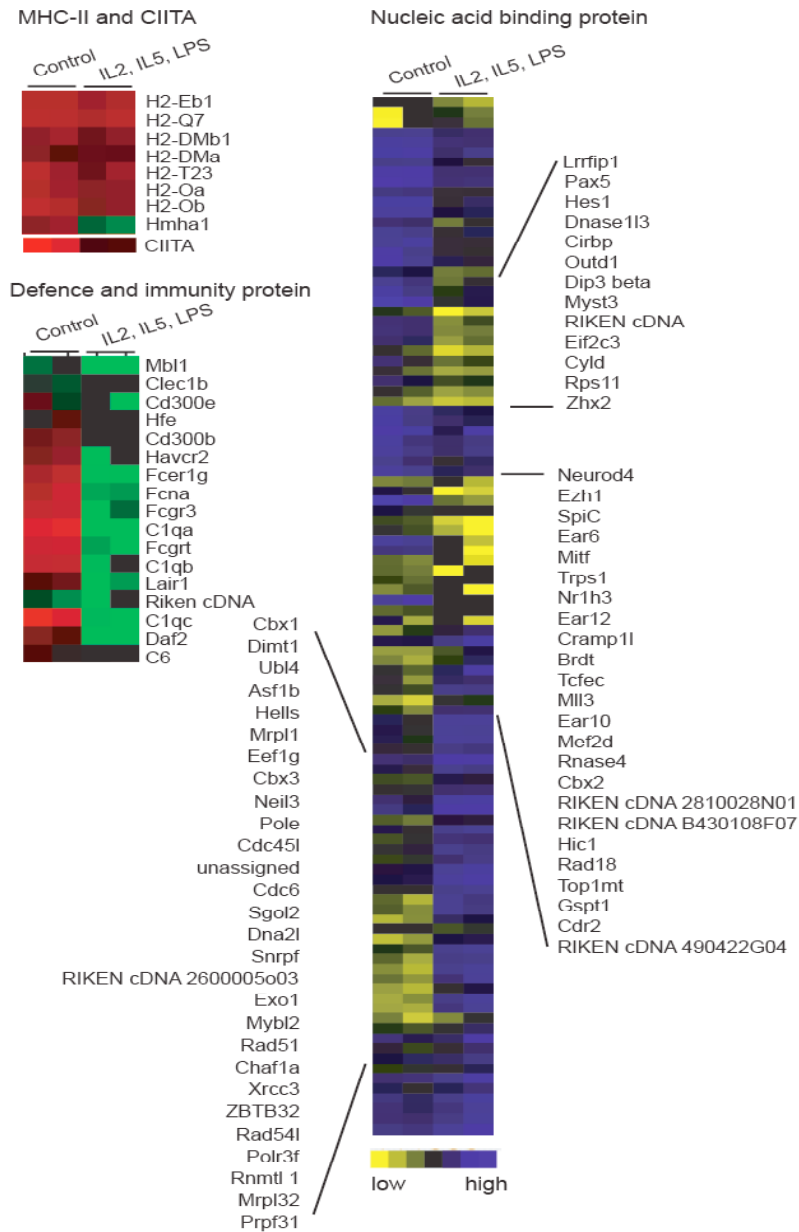 MHC-II and CIITA
Control
IL2, IL5, LPS
H2-Eb1
H2-Q7
H2-DMb1
H2-DMa
H2-T23
H2-Oa
H2-Ob
Hmha1
CIITA
Defence and immunity protein
Control
IL2, IL5, LPS
Mbl1
Clec1b
Cd300e
Hfe
Cd300b
Havcr2
Fcer1g
Fcna
Fcgr3
C1qa
Fcgrt
C1qb
Lair1
Riken cDNA
C1qc
Daf2
C6
Cbx1
Dimt1
Ubl4
Asf1b
Hells
Mrpl1
Eef1g
Cbx3
Neil3
Pole
Cdc45l
unassigned
Cdc6
Sgol2
Dna2l
Snrpf
RIKEN cDNA 2600005o03
Exo1
Mybl2
Rad51
Chaf1a
Xrcc3
ZBTB32
Rad54l
Polr3f
Rnmtl 1
Mrpl32
Prpf31
Nucleic acid binding protein
Control
IL2, IL5, LPS
Lrrfip1
Pax5
Hes1
Dnase1l3
Cirbp
Outd1
Dip3 beta
Myst3
RIKEN cDNA
Eif2c3
Cyld
Rps11
Zhx2
Neurod4
Ezh1
SpiC
Ear6
Mitf
Trps1
Nr1h3
Ear12
Cramp1l
Brdt
Tcfec
Mll3
Ear10
Mef2d
Rnase4
Cbx2
RIKEN cDNA 2810028N01
RIKEN cDNA B430108F07
Hic1
Rad18
Top1mt
Gspt1
Cdr2
RIKEN cDNA 490422G04
low high